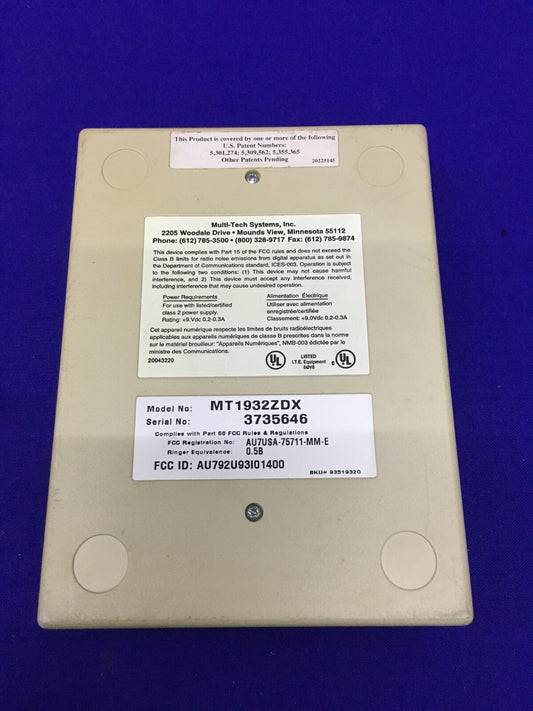 This Product is covered by one or more of the following
U.S. Patent Numbers:
5,301,274; 5,309,562; 5,355,365
Other Patents Pending 20225145
Multi-Tech Systems, Inc.
2205 Woodale Drive • Mounds View, Minnesota 55112
Phone: (612) 785-3500 • (800) 328-9717 Fax: (612) 785-9874
This device complies with Part 15 of the FCC rules and does not exceed the
Class B limits for radio noise emissions from digital apparatus as set out in
the Department of Communications standard, ICES-003. Operation is subject
to the following two conditions: (1) This device may not cause harmful
interference, and 2) This device must accept any interference received,
including interference that may cause undesired operation.
Power Requirements
For use with listed/certified
class 2 power supply.
Rating: +9.Vdc 0.2-0.3A
Alimentation Électrique
Utiliser avec alimentation
enregistrée/certifiée
Classement: +9.0Vdc 0.2-0.3A
Cet appareil numérique respecte les limites de bruits radioélectriques
applicables aux appareils numériques de classe B prescrites dans la norme
sur le matériel brouilleur: "Appareils Numériques", NMB-003 édictée par le
ministre des Communications.
20043220
UL
LISTED
I.T.E. Equipment
c UL
Model No: MT1932ZDX
Serial No: 3735646
Complies with Part 68 FCC Rules & Regulations
FCC Registration No: AU7USA-75711-MM-E
Ringer Equivalence: 0.5B
FCC ID: AU792U93I01400
SKU# 93519320